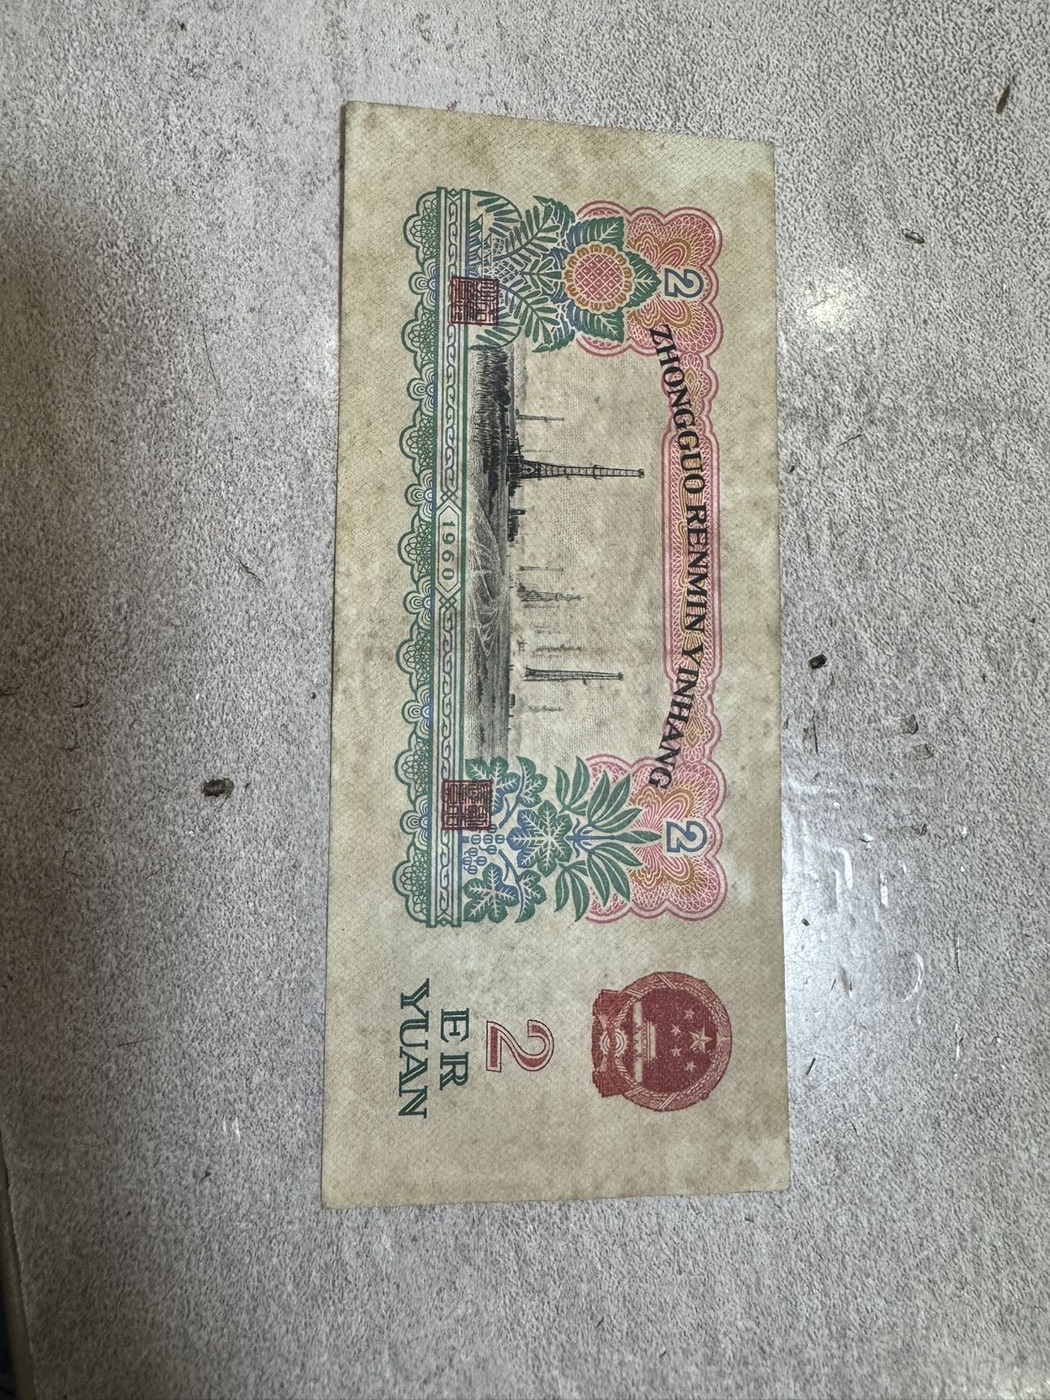 ZHONGGUO RENMIN YINHANG
2
2
1960
2
ER
YUAN